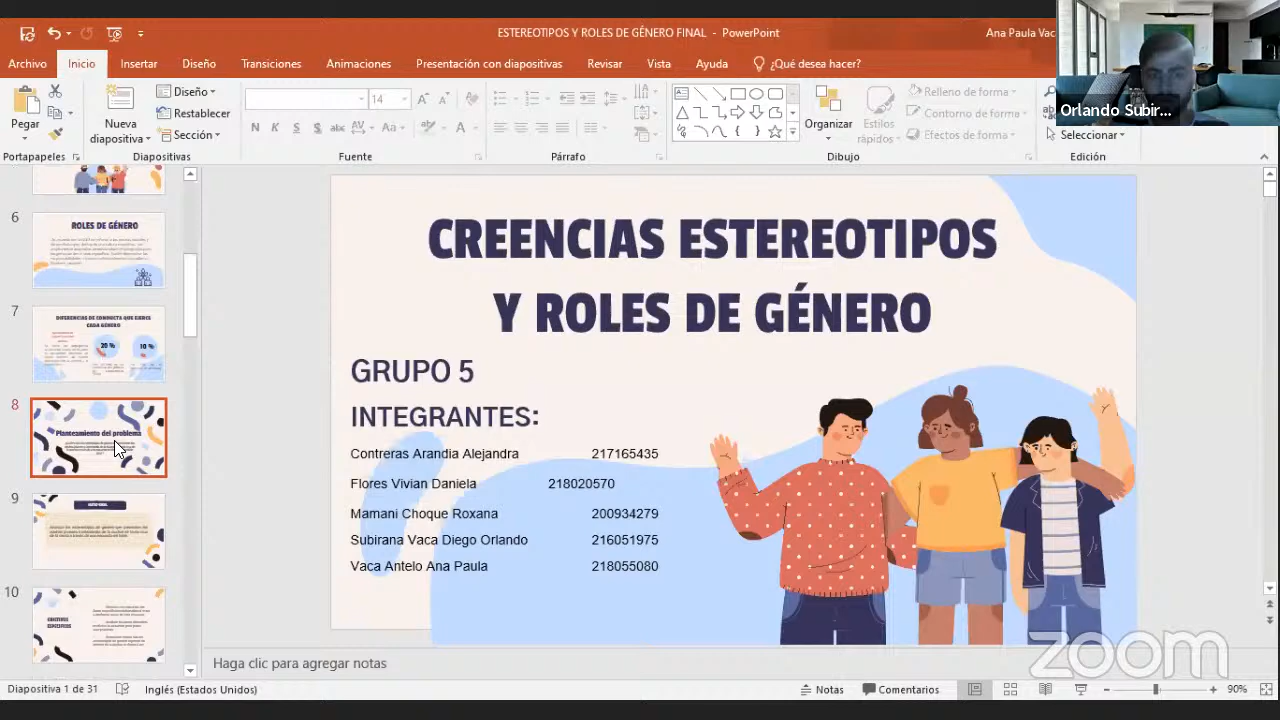 ESTEREOTIPOS Y ROLES DE GÉNERO FINAL - PowerPoint
Ana Paula Vac
Archivo Inicio Insertar Diseño Transiciones Animaciones Presentación con diapositivas Revisar Vista Ayuda ¿Qué desea hacer?
Orlando Subir...
Pegar
Nueva diapositiva
Diseño
Restablecer
Sección
14
N K S S abc AV Aa A
Organizar
Estilos rápidos
Relleno de forma
Contorno de forma
Efectos de forma
Seleccionar
Portapapeles Diapositivas Fuente Párrafo Dibujo Edición
6
ROLES DE GÉNERO
7
DIFERENCIAS DE CONDUCTA QUE EJERCE
CADA GÉNERO
20 %
10 %
8
Planteamiento del problema
9
10
CREENCIAS ESTEREOTIPOS
Y ROLES DE GÉNERO
GRUPO 5
INTEGRANTES:
Contreras Arandia Alejandra 217165435
Flores Vivian Daniela 218020570
Mamani Choque Roxana 200934279
Subirana Vaca Diego Orlando 216051975
Vaca Antelo Ana Paula 218055080
zoom
Haga clic para agregar notas
Diapositiva 1 de 31 Inglés (Estados Unidos) Notas Comentarios 90%